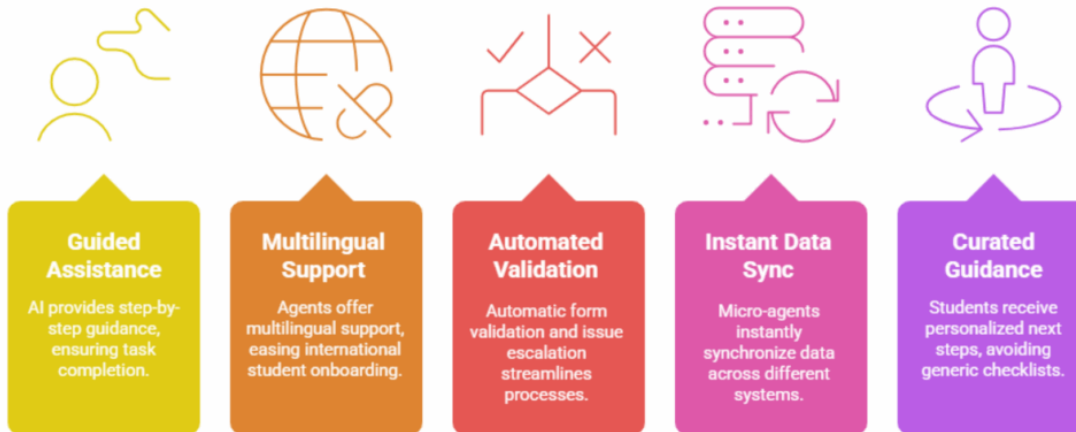 Guided
Assistance
AI provides step-by-
step guidance,
ensuring task
completion.
Multilingual
Support
Agents offer
multilingual support,
easing international
student onboarding.
Automated
Validation
Automatic form
validation and issue
escalation
streamlines
processes.
Instant Data
Sync
Micro-agents
instantly
synchronize data
across different
systems.
Curated
Guidance
Students receive
personalized next
steps, avoiding
generic checklists.